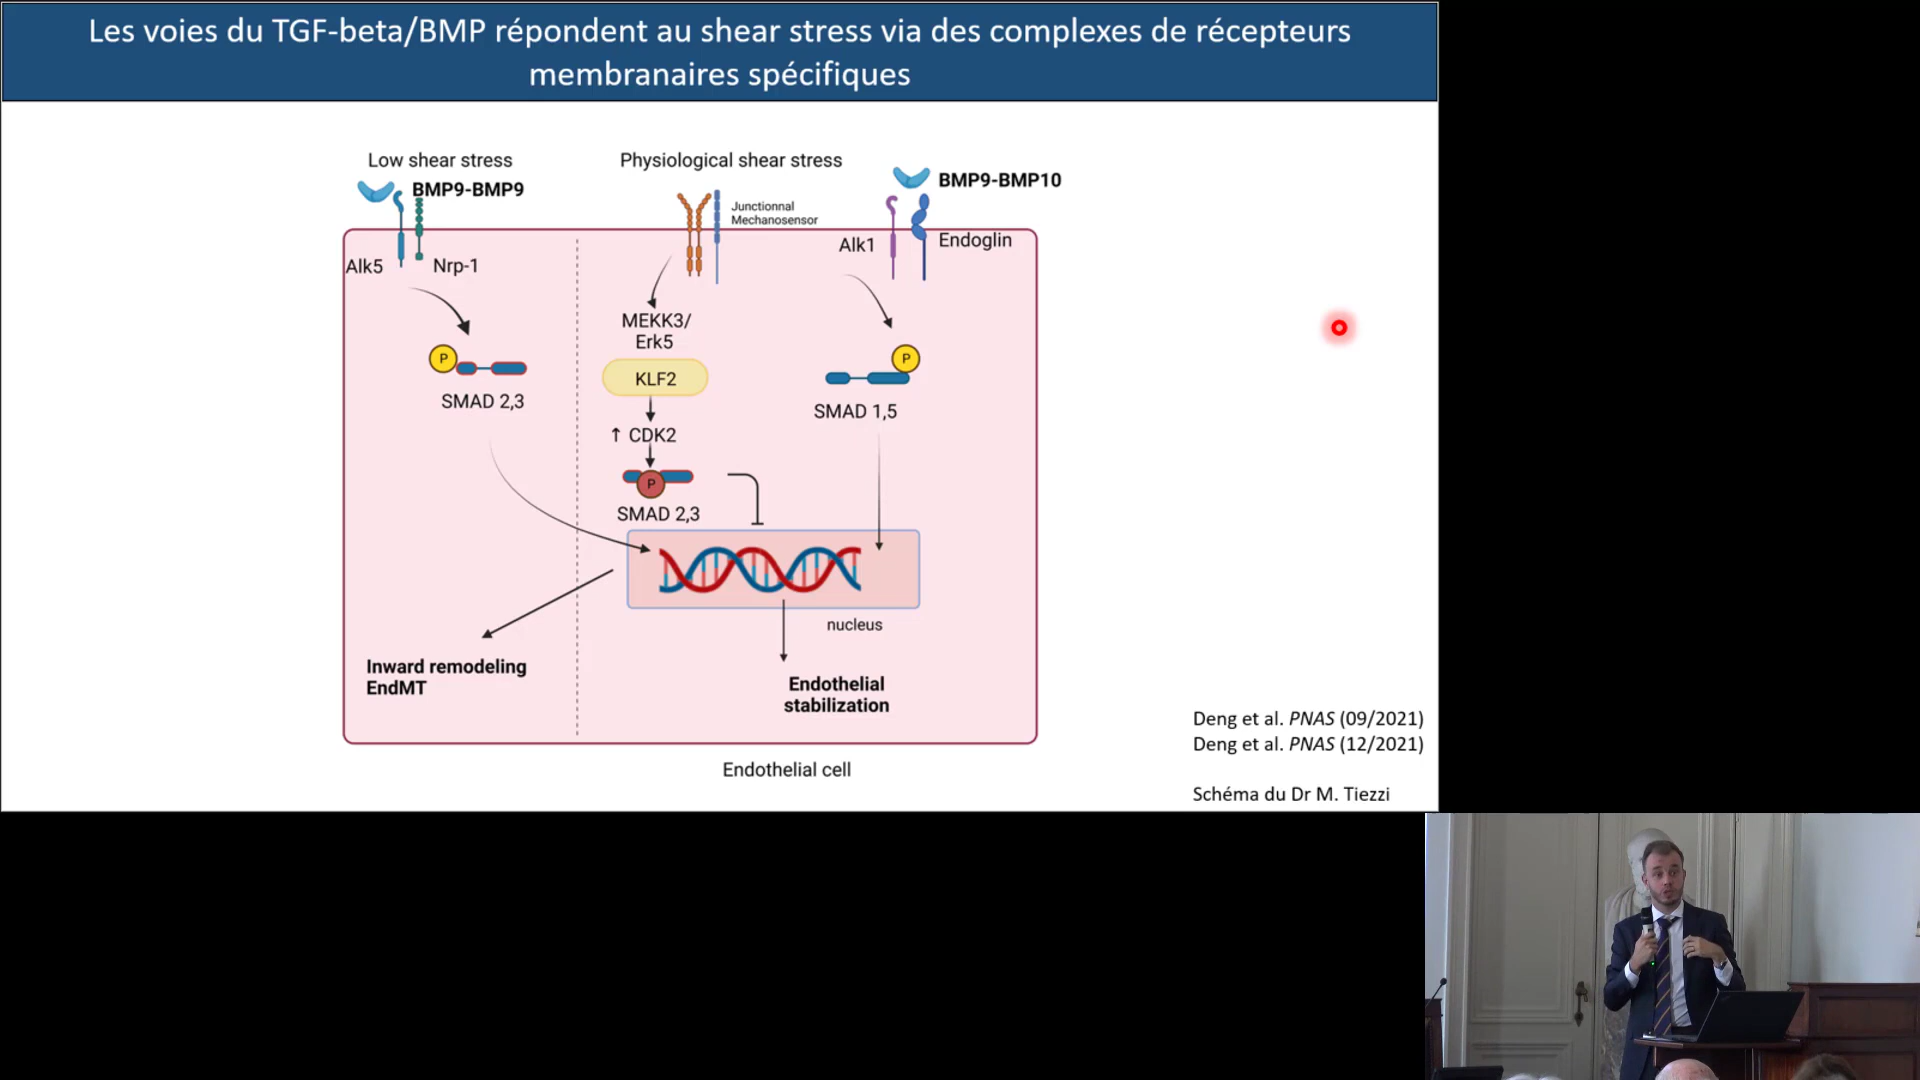 Les voies du TGF-beta/BMP répondent au shear stress via des complexes de récepteurs
membranaires spécifiques
Low shear stress
BMP9-BMP9
Alk5
Nrp-1
P
SMAD 2,3
Physiological shear stress
Junctionnal
Mechanosensor
MEKK3/
Erk5
KLF2
↑ CDK2
P
SMAD 2,3
BMP9-BMP10
Alk1
Endoglin
P
SMAD 1,5
nucleus
Inward remodeling
EndMT
Endothelial
stabilization
Endothelial cell
Deng et al. PNAS (09/2021)
Deng et al. PNAS (12/2021)
Schéma du Dr M. Tiezzi